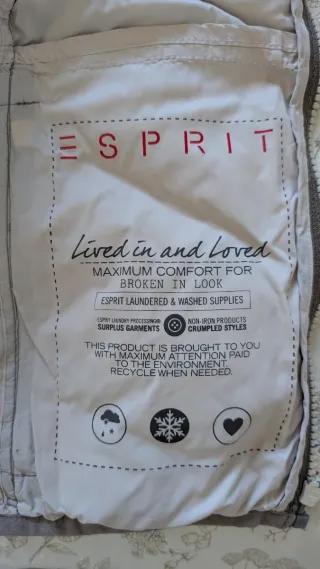 ESPRIT
Lived in and Loved
MAXIMUM COMFORT FOR
BROKEN IN LOOK
ESPRIT LAUNDERED & WASHED SUPPLIES
ESPRIT LAUNDRY PROCESSING®
SURPLUS GARMENTS
NON-IRON PRODUCTS
CRUMPLED STYLES
THIS PRODUCT IS BROUGHT TO YOU
WITH MAXIMUM ATTENTION PAID
TO THE ENVIRONMENT.
RECYCLE WHEN NEEDED.